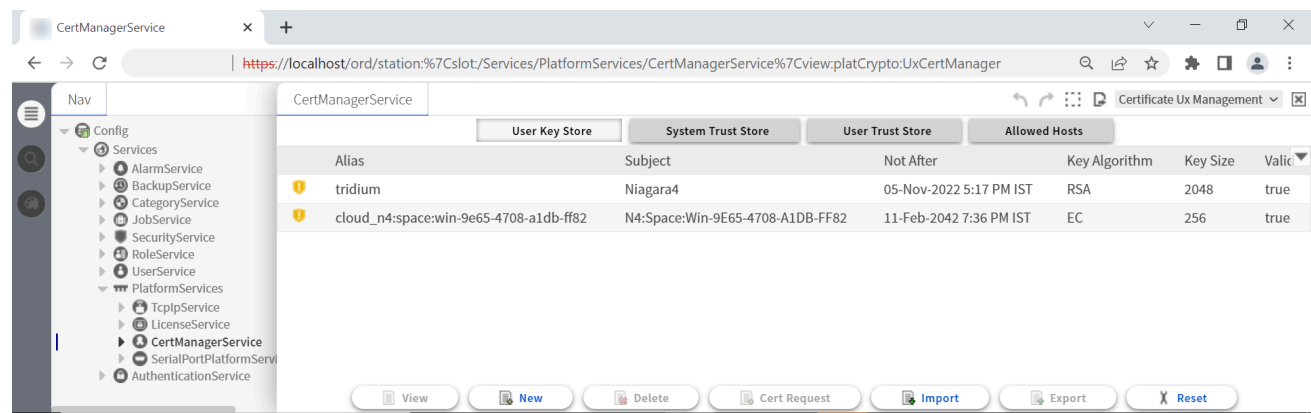 CertManagerService
https://localhost/ord/station:%7Cslot:/Services/PlatformServices/CertManagerService%7Cview:platCrypto:UxCertManager
Nav
CertManagerService
Certificate Ux Management
Config
Services
AlarmService
BackupService
CategoryService
JobService
SecurityService
RoleService
UserService
PlatformServices
TcpIpService
LicenseService
CertManagerService
SerialPortPlatformServi
AuthenticationService
User Key Store System Trust Store User Trust Store Allowed Hosts
Alias Subject Not After Key Algorithm Key Size Valid
tridium Niagara4 05-Nov-2022 5:17 PM IST RSA 2048 true
cloud_n4:space:win-9e65-4708-a1db-ff82 N4:Space:Win-9E65-4708-A1DB-FF82 11-Feb-2042 7:36 PM IST EC 256 true
View New Delete Cert Request Import Export Reset